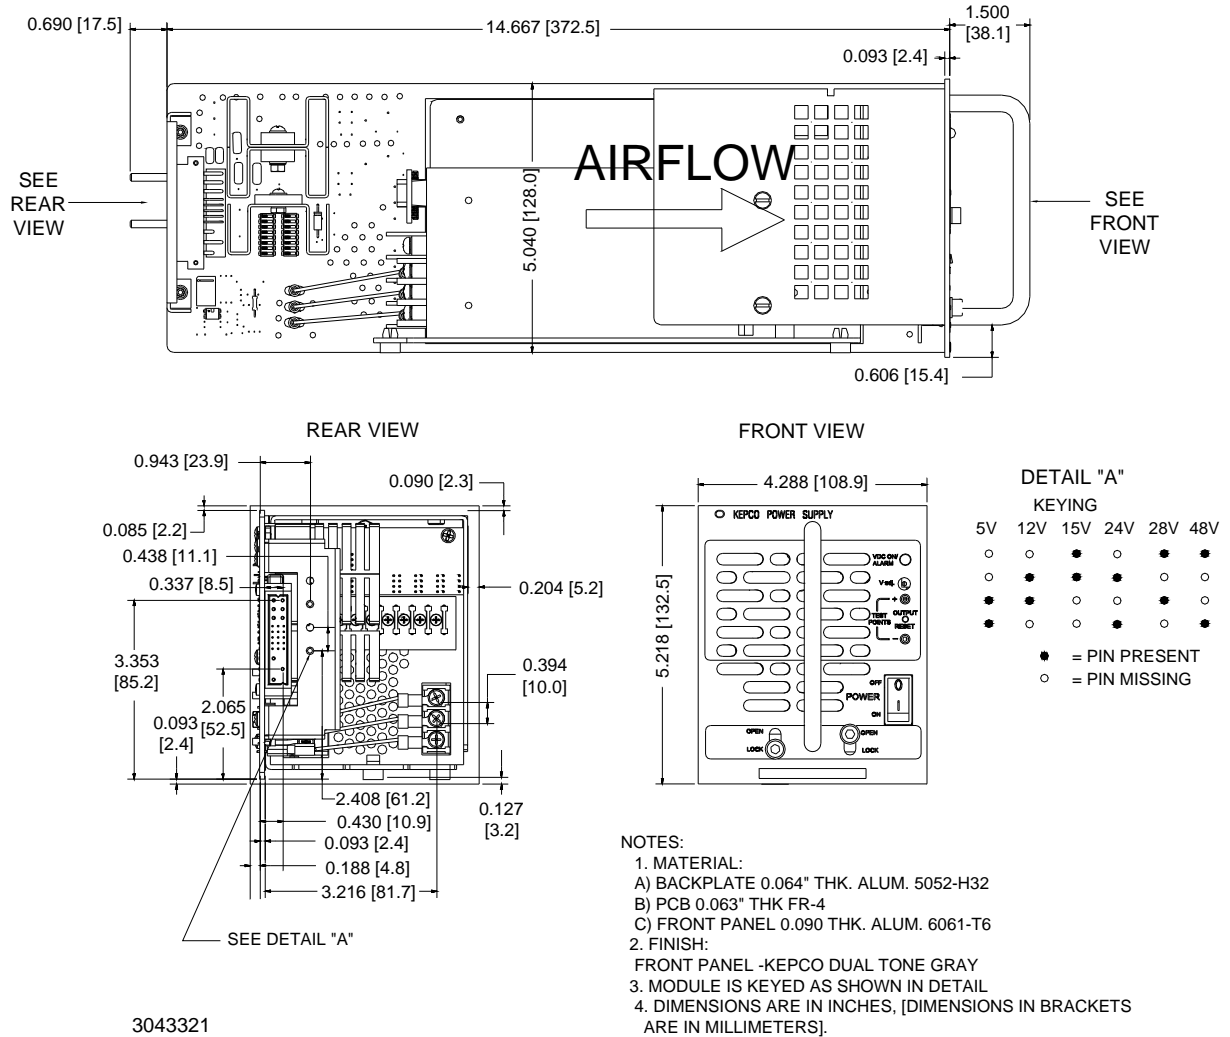 0.690 [17.5]
14.667 [372.5]
1.500
[38.1]
0.093 [2.4]
AIRFLOW
SEE
REAR
VIEW
5.040 [128.0]
SEE
FRONT
VIEW
0.606 [15.4]
REAR VIEW
0.943 [23.9]
0.090 [2.3]
0.085 [2.2]
0.438 [11.1]
0.337 [8.5]
0.204 [5.2]
3.353
[85.2]
2.065
[52.5]
0.093
[2.4]
0.394
[10.0]
2.408 [61.2]
0.430 [10.9]
0.093 [2.4]
0.188 [4.8]
3.216 [81.7]
0.127
[3.2]
SEE DETAIL "A"
FRONT VIEW
4.288 [108.9]
5.218 [132.5]
KEPCO POWER SUPPLY
VDC ON/
ALARM
V adj.
+
TEST
POINTS
OUTPUT
RESET
−
OFF
POWER
ON
OPEN
LOCK
OPEN
LOCK
DETAIL "A"
KEYING
5V 12V 15V 24V 28V 48V
= PIN PRESENT
= PIN MISSING
NOTES:
1. MATERIAL:
A) BACKPLATE 0.064" THK. ALUM. 5052-H32
B) PCB 0.063" THK FR-4
C) FRONT PANEL 0.090 THK. ALUM. 6061-T6
2. FINISH:
FRONT PANEL -KEPCO DUAL TONE GRAY
3. MODULE IS KEYED AS SHOWN IN DETAIL
4. DIMENSIONS ARE IN INCHES, [DIMENSIONS IN BRACKETS
ARE IN MILLIMETERS].
3043321